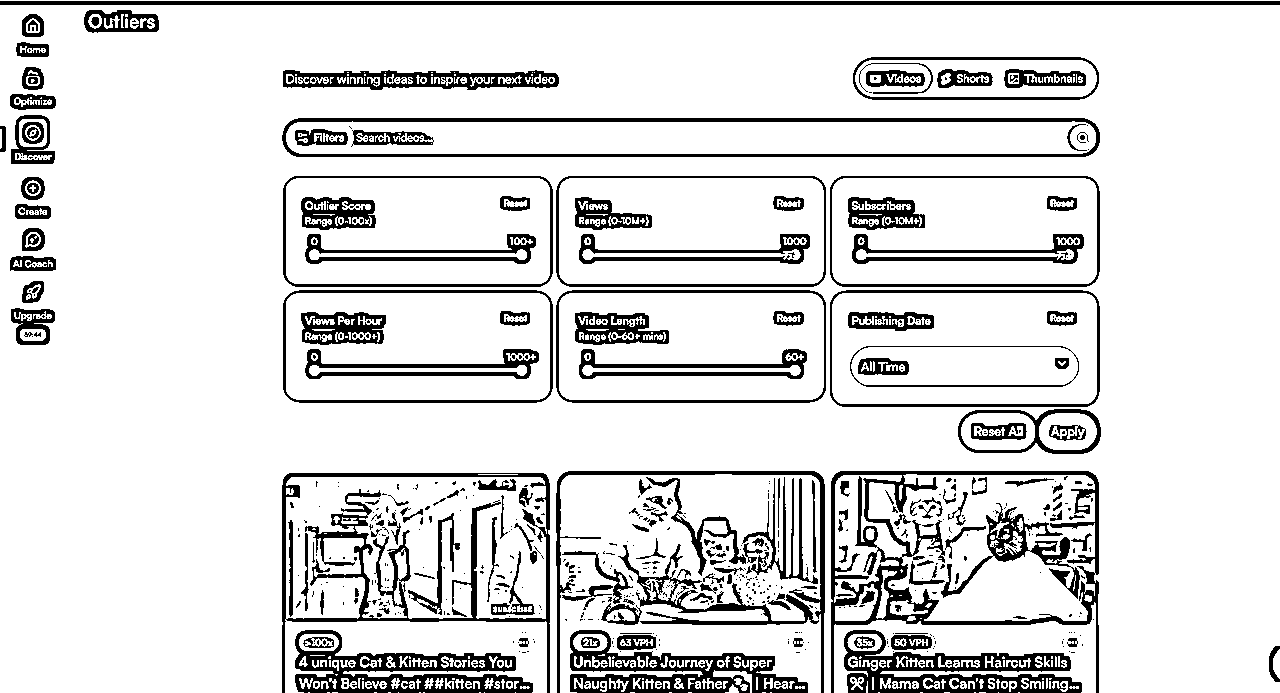 Outliers
Home
Optimize
Discover
Create
AI Coach
Upgrade
Discover winning ideas to inspire your next video
Videos
Shorts
Thumbnails
Filters
Search videos...
Outlier Score
Reset
Range (0-100x)
0
100+
Views
Reset
Range (0-10M+)
0
1000
Subscribers
Reset
Range (0-10M+)
0
1000
Views Per Hour
Reset
Range (0-1000+)
0
1000+
Video Length
Reset
Range (0-60+ mins)
0
60+
Publishing Date
Reset
All Time
Reset All
Apply
SUBSCRIBE
>100x
4 unique Cat & Kitten Stories You
Won't Believe #cat ##kitten #stor...
21x
63 VPH
Unbelievable Journey of Super
Naughty Kitten & Father | Hear...
35x
50 VPH
Ginger Kitten Learns Haircut Skills
| Mama Cat Can't Stop Smiling...